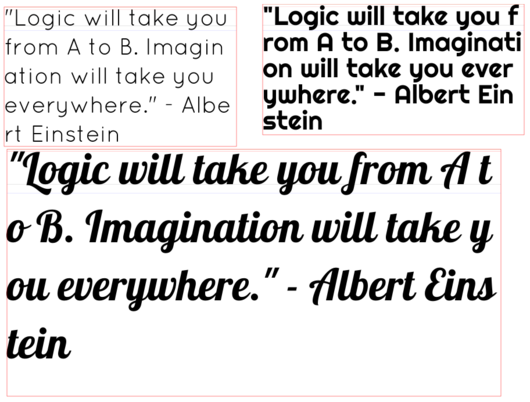 "Logic will take you
from A to B. Imagin
ation will take you
everywhere." - Albe
rt Einstein
"Logic will take you f
rom A to B. Imaginati
on will take you ever
ywhere." - Albert Ein
stein
"Logic will take you from A t
o B. Imagination will take y
ou everywhere." - Albert Eins
tein